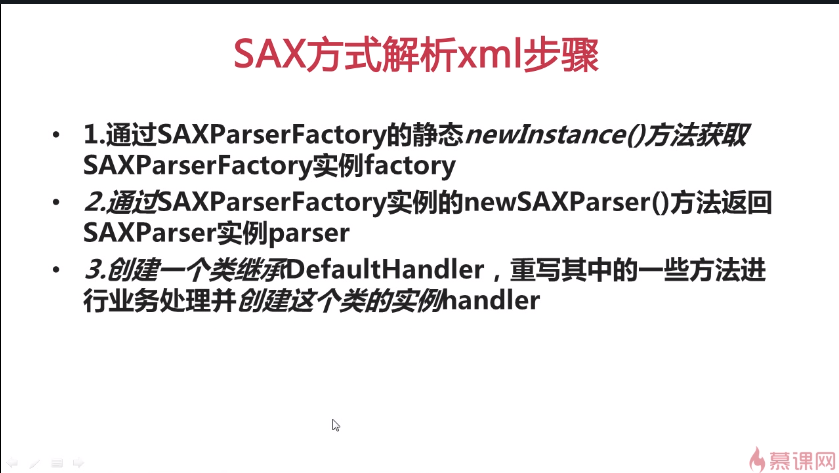 SAX方式解析xml步骤
• 1.通过SAXParserFactory的静态newInstance()方法获取
SAXParserFactory实例factory
• 2.通过SAXParserFactory实例的newSAXParser()方法返回
SAXParser实例parser
• 3.创建一个类继承DefaultHandler，重写其中的一些方法进
行业务处理并创建这个类的实例handler
慕课网